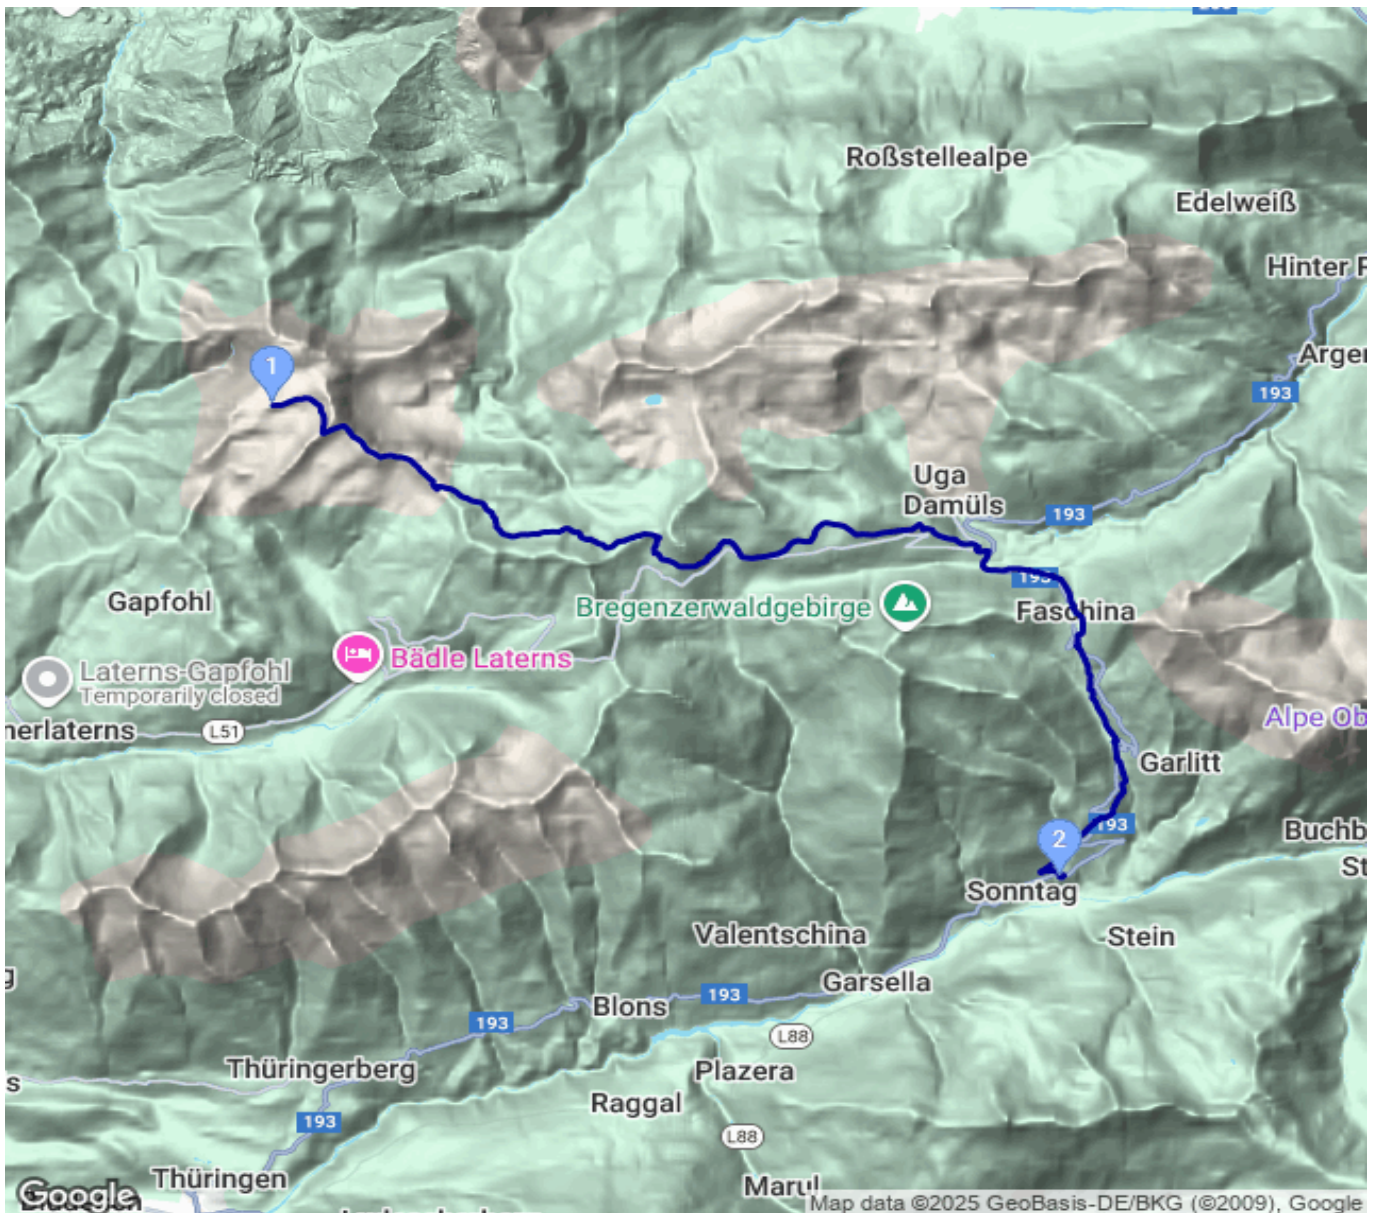 Roßstellealpe
Edelweiß
Hinter
1
193
Uga
Damüls
193
193
Gapfohl
Bregenzerwaldgebirge
Faschina
Bädle Laterns
Laterns-Gapfohl
Temporarily closed
nerlaterns
L51
Alpe Ob
Garlitt
193
2
Buchb
St
Sonntag
Valentschina
Stein
Garsella
193
Blons
193
L88
Thüringerberg
Plazera
s
Raggal
193
L88
Thüringen
Marul
Google
Map data ©2025 GeoBasis-DE/BKG (©2009), Google